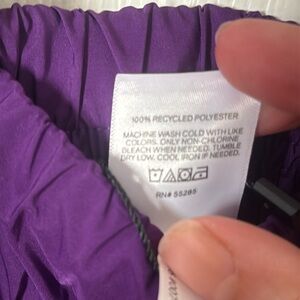 100% RECYCLED POLYESTER
MACHINE WASH COLD WITH LIKE
COLORS. ONLY NON-CHLORINE
BLEACH WHEN NEEDED. TUMBLE
DRY LOW. COOL IRON IF NEEDED.
RN# 55285